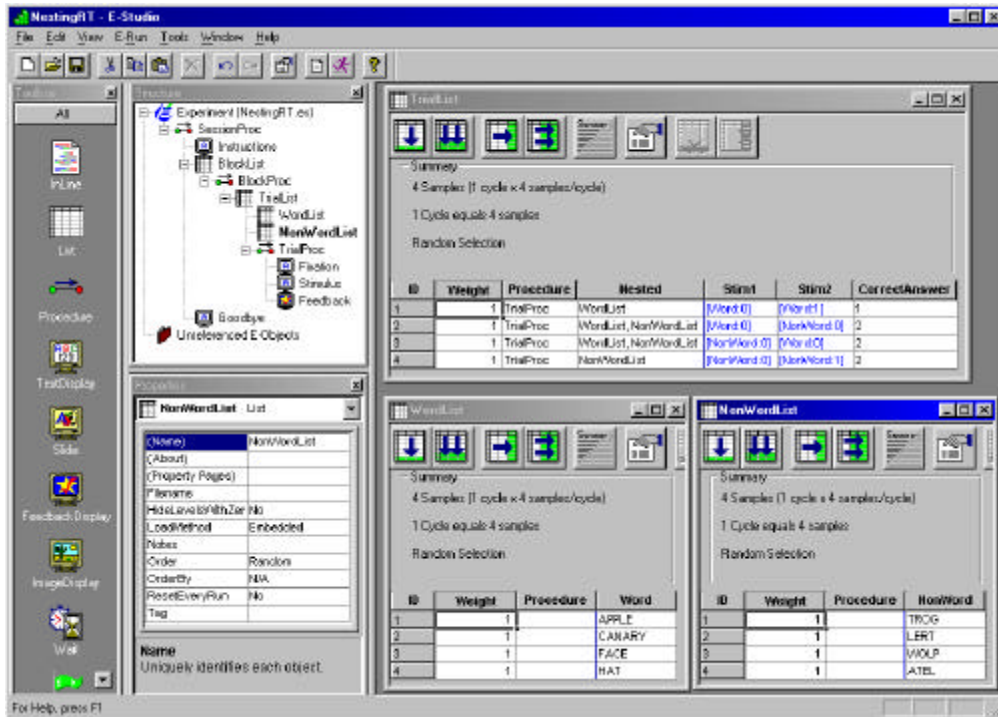 NestingRT - E-Studio
File Edit View E-Run Tools Window Help
Toolbox
All
InLine
List
Procedure
TextDisplay
Slide
FeedbackDisplay
ImageDisplay
Wait
Structure
Experiment (NestingRT.es)
SessionProc
Instructions
BlockList
BlockProc
TrialList
WordList
NonWordList
TrialProc
Fixation
Stimulus
Feedback
Goodbye
Unreferenced E-Objects
Properties
NonWordList List
(Name) NonWordList
(About)
(Property Pages)
Filename
HideLevelsWithZer No
LoadMethod Embedded
Notes
Order Random
OrderBy N/A
ResetEveryRun No
Tag
Name
Uniquely identifies each object.
TrialList
Summary
4 Samples (1 cycle x 4 samples/cycle)
1 Cycle equals 4 samples
Random Selection
ID Weight Procedure Nested Stim1 Stim2 CorrectAnswer
1 1 TrialProc WordList [Word:0] [Word:1] 1
2 1 TrialProc WordList, NonWordList [Word:0] [NonWord:0] 2
3 1 TrialProc WordList, NonWordList [NonWord:0] [Word:0] 2
4 1 TrialProc NonWordList [NonWord:0] [NonWord:1] 2
WordList
Summary
4 Samples (1 cycle x 4 samples/cycle)
1 Cycle equals 4 samples
Random Selection
ID Weight Procedure Word
1 1 APPLE
2 1 CANARY
3 1 FACE
4 1 HAT
NonWordList
Summary
4 Samples (1 cycle x 4 samples/cycle)
1 Cycle equals 4 samples
Random Selection
ID Weight Procedure NonWord
1 1 TROG
2 1 LERT
3 1 WOLP
4 1 ATEL
For Help, press F1